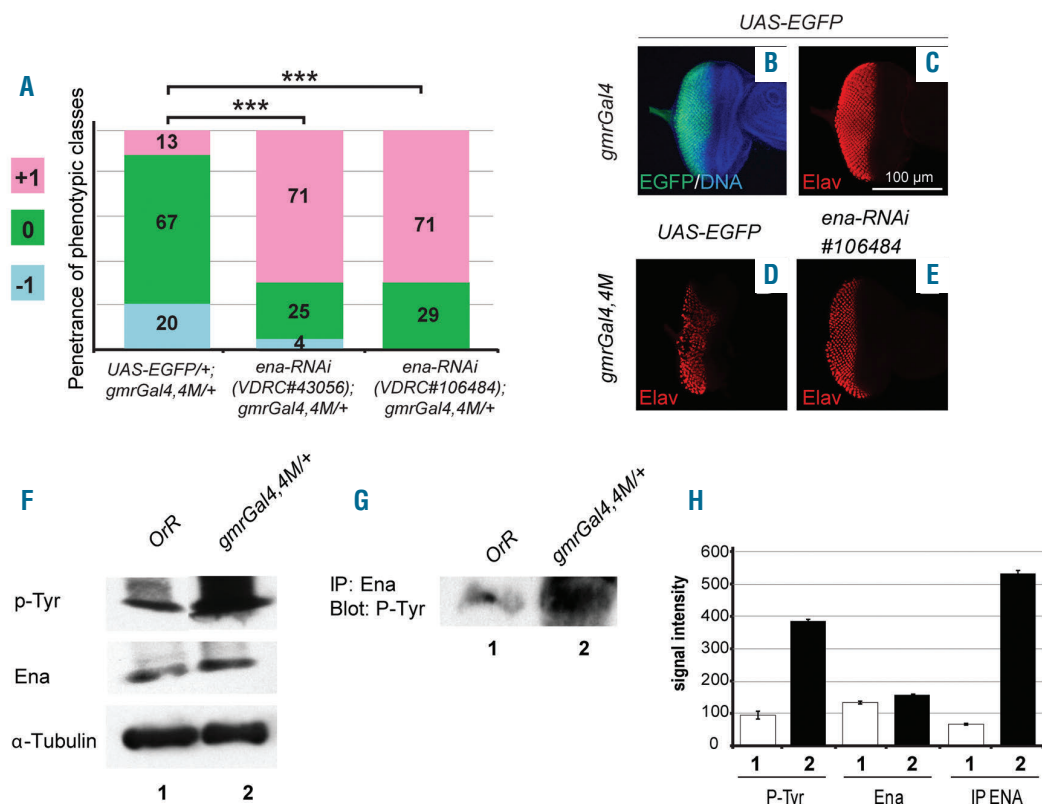 A
Penetrance of phenotypic classes
+1
0
-1
***
***
13
67
20
71
25
4
71
29
UAS-EGFP/+;
gmrGal4,4M/+
ena-RNAi
(VDRC#43056);
gmrGal4,4M/+
ena-RNAi
(VDRC#106484);
gmrGal4,4M/+
UAS-EGFP
gmrGal4
B
EGFP/DNA
C
Elav
100 µm
UAS-EGFP
ena-RNAi
#106484
gmrGal4,4M
D
Elav
E
Elav
F
OrR
gmrGal4,4M/+
p-Tyr
Ena
α-Tubulin
1
2
G
OrR
gmrGal4,4M/+
IP: Ena
Blot: P-Tyr
1
2
H
signal intensity
600
500
400
300
200
100
0
1 2 1 2 1 2
P-Tyr Ena IP ENA